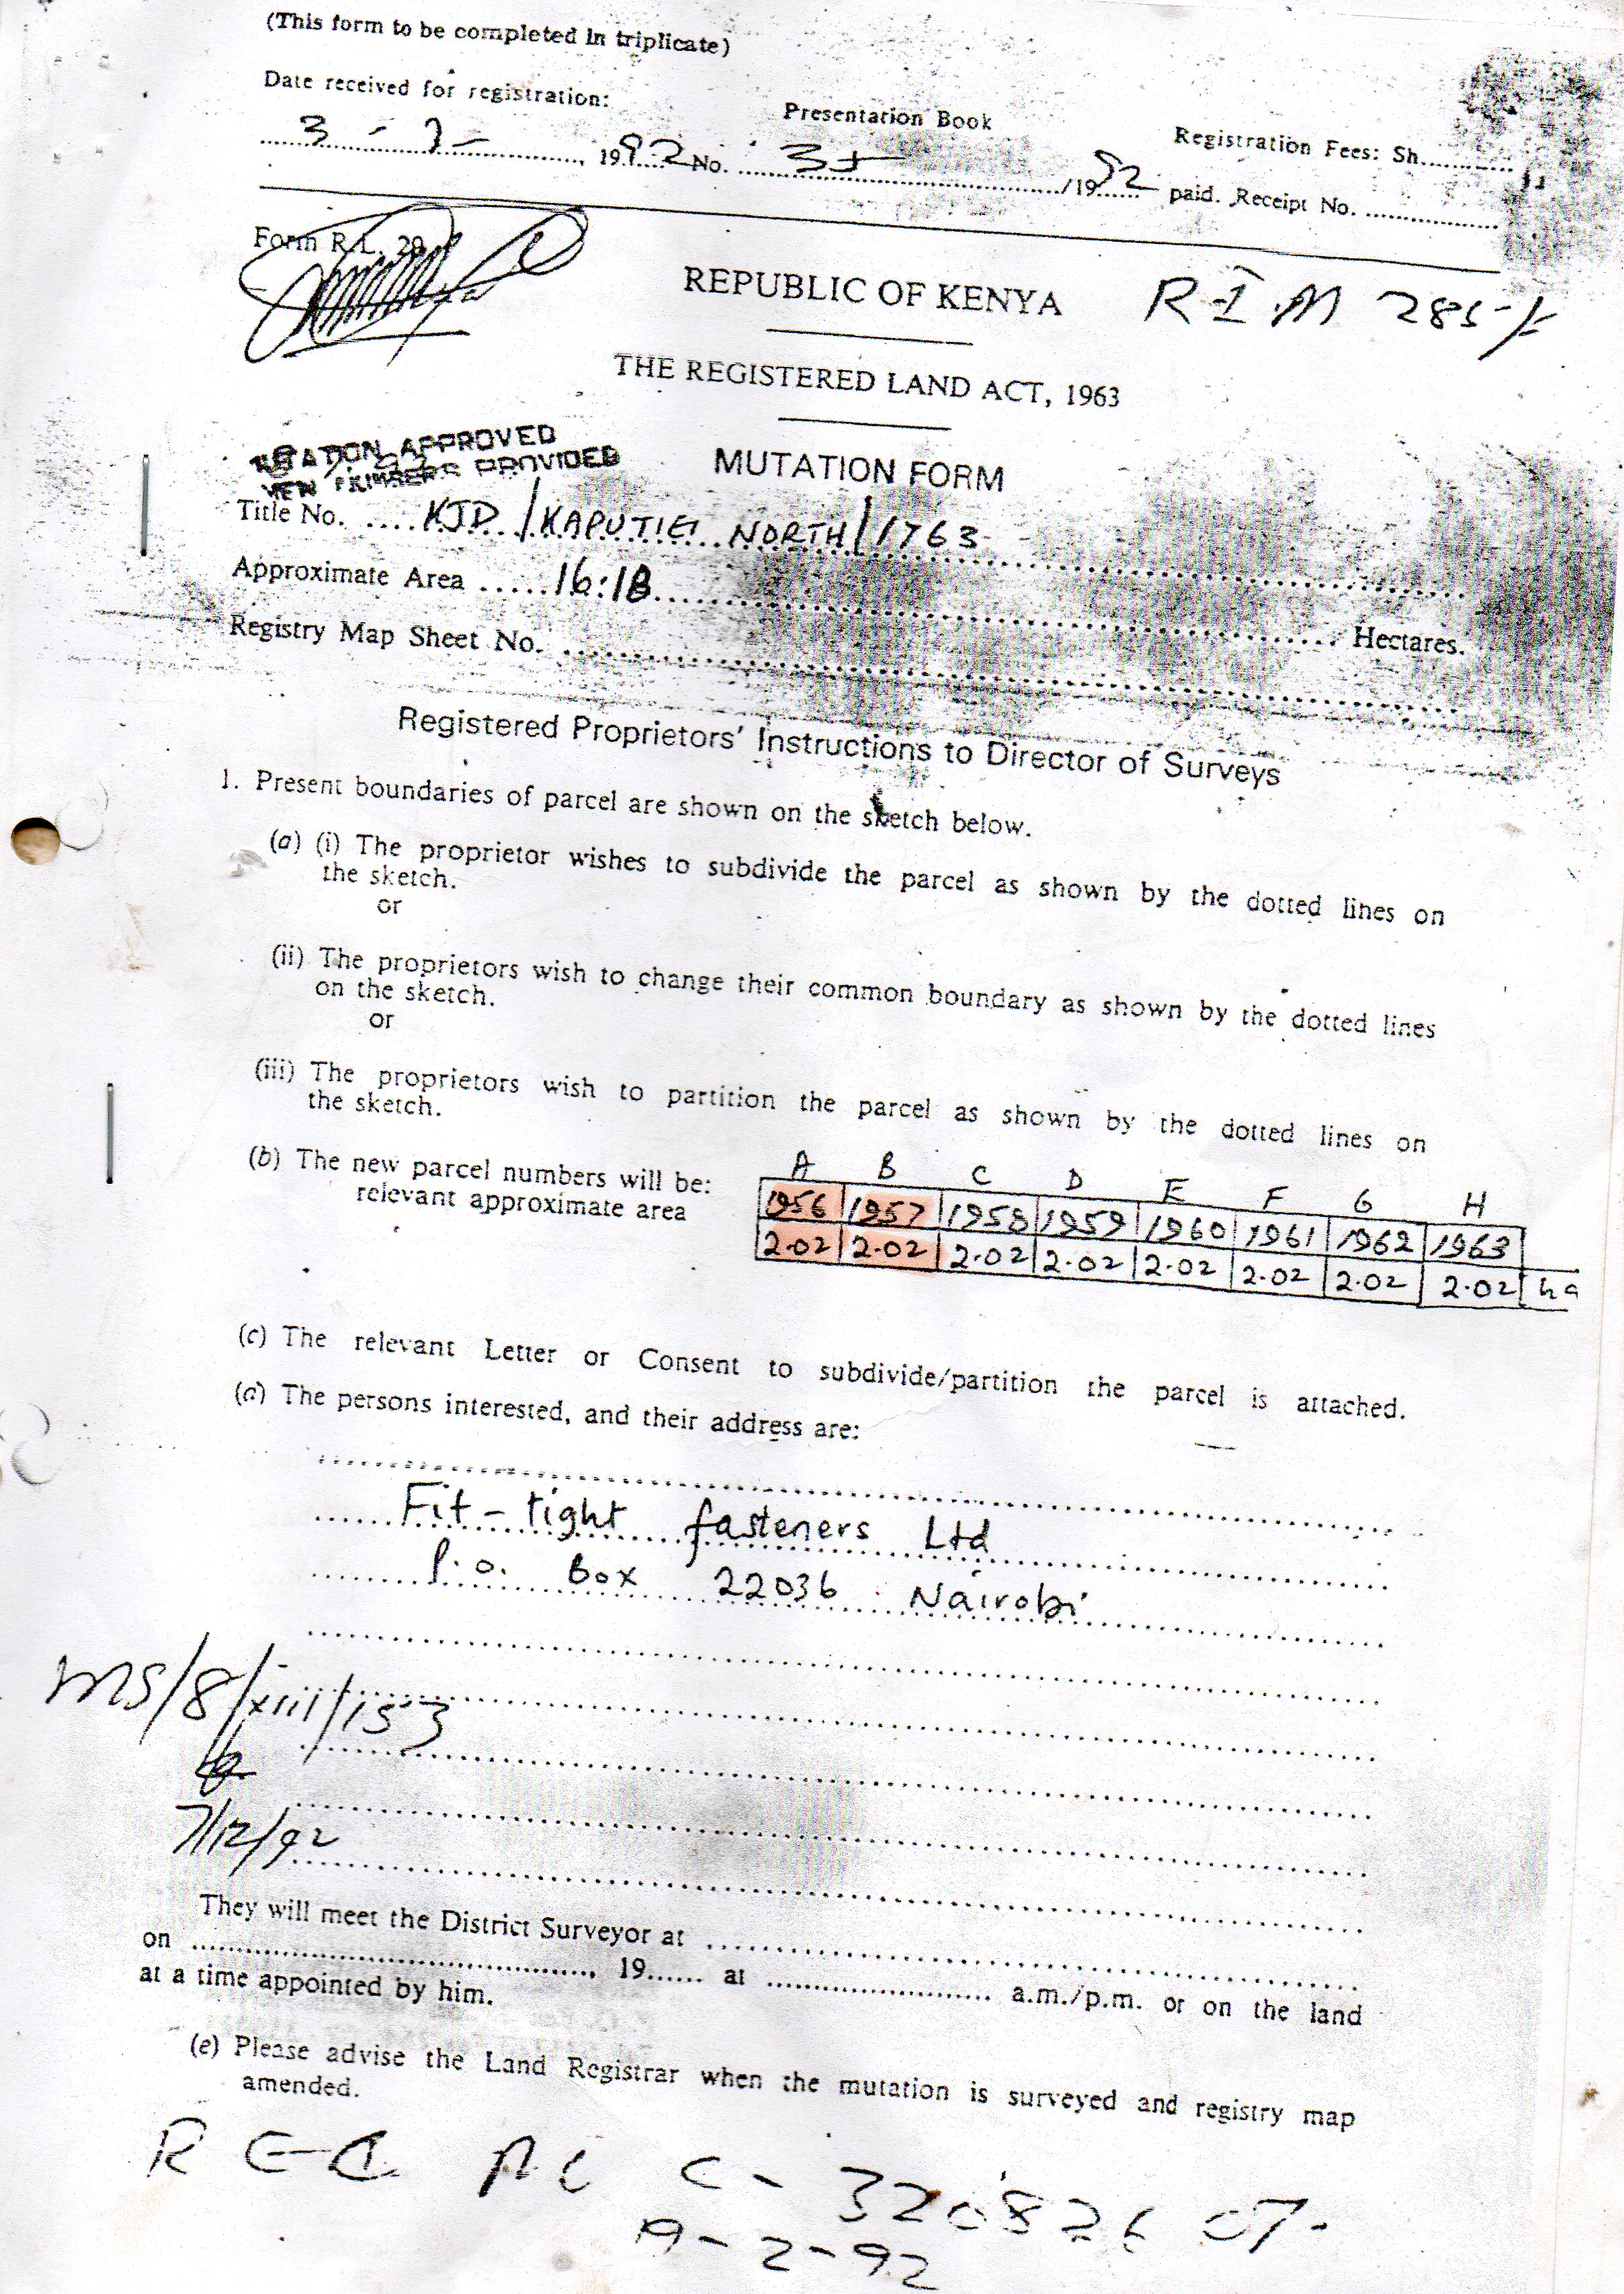 (This form to be completed in triplicate)
Date received for registration:
Presentation Book
Registration Fees: Sh.............
3 - 7 - , 1992 No. ........ /1992 paid. Receipt No. ................
Form R.L. 29
REPUBLIC OF KENYA
R-I M 285
THE REGISTERED LAND ACT, 1963
APPROVED
NEW NUMBERS PROVIDED
MUTATION FORM
Title No. ..... KJD/KAPUTIEI NORTH/1763
Approximate Area ..... 16:18 ..... Hectares.
Registry Map Sheet No. ..........
Registered Proprietors' Instructions to Director of Surveys
1. Present boundaries of parcel are shown on the sketch below.
(a) (i) The proprietor wishes to subdivide the parcel as shown by the dotted lines on
the sketch.
or
(ii) The proprietors wish to change their common boundary as shown by the dotted lines
on the sketch.
or
(iii) The proprietors wish to partition the parcel as shown by the dotted lines on
the sketch.
A B C D E F G H
(b) The new parcel numbers will be: 1956 1957 1958 1959 1960 1961 1962 1963
relevant approximate area 2.02 2.02 2.02 2.02 2.02 2.02 2.02 2.02 ha
(c) The relevant Letter or Consent to subdivide/partition the parcel is attached.
(d) The persons interested, and their address are:
Fit-tight fasteners Ltd
P.o. Box 22036 Nairobi
MS/8/xiii/153
7/12/92
They will meet the District Surveyor at ..........
on .........., 19...... at .......... a.m./p.m. or on the land
at a time appointed by him.
(e) Please advise the Land Registrar when the mutation is surveyed and registry map
amended.
REC C- 320826
19-2-92